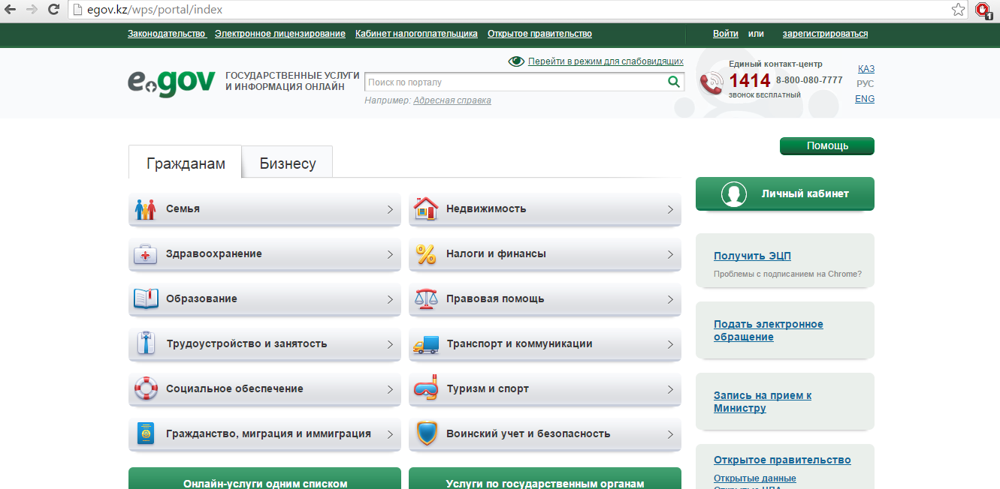 egov.kz/wps/portal/index
1
Законодательство Электронное лицензирование Кабинет налогоплательщика Открытое правительство
Войти или зарегистрироваться
Перейти в режим для слабовидящих
egov
ГОСУДАРСТВЕННЫЕ УСЛУГИ
И ИНФОРМАЦИЯ ОНЛАЙН
Поиск по порталу
Например: Адресная справка
Единый контакт-центр
1414 8-800-080-7777
ЗВОНОК БЕСПЛАТНЫЙ
ҚАЗ
РУС
ENG
Гражданам
Бизнесу
Помощь
Личный кабинет
Семья
Недвижимость
Здравоохранение
Налоги и финансы
Образование
Правовая помощь
Трудоустройство и занятость
Транспорт и коммуникации
Социальное обеспечение
Туризм и спорт
Гражданство, миграция и иммиграция
Воинский учет и безопасность
Онлайн-услуги одним списком
Услуги по государственным органам
Получить ЭЦП
Проблемы с подписанием на Chrome?
Подать электронное
обращение
Запись на прием к
Министру
Открытое правительство
Открытые данные